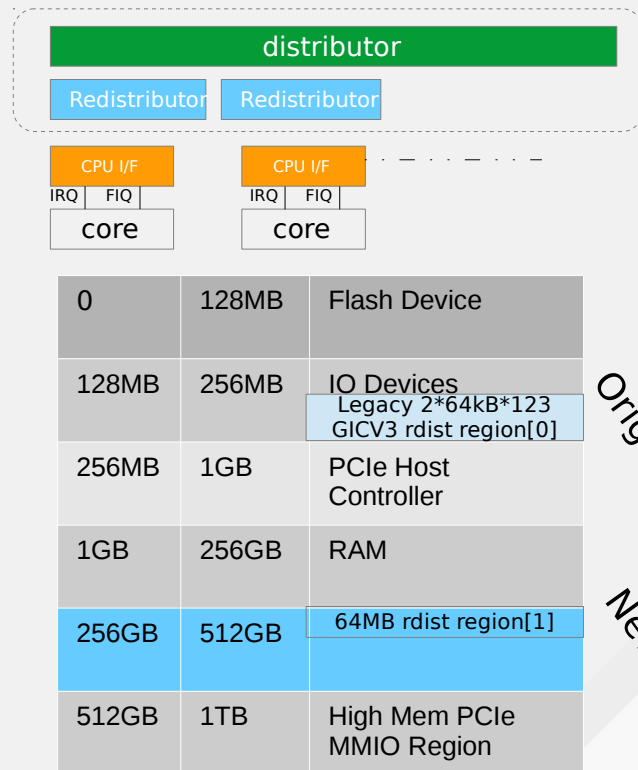 distributor
Redistributor Redistributor
CPU I/F CPU I/F
IRQ FIQ IRQ FIQ
core core
0 128MB Flash Device
128MB 256MB IO Devices
Legacy 2*64kB*123
GICV3 rdist region[0]
256MB 1GB PCIe Host
Controller
1GB 256GB RAM
256GB 512GB 64MB rdist region[1]
512GB 1TB High Mem PCIe
MMIO Region